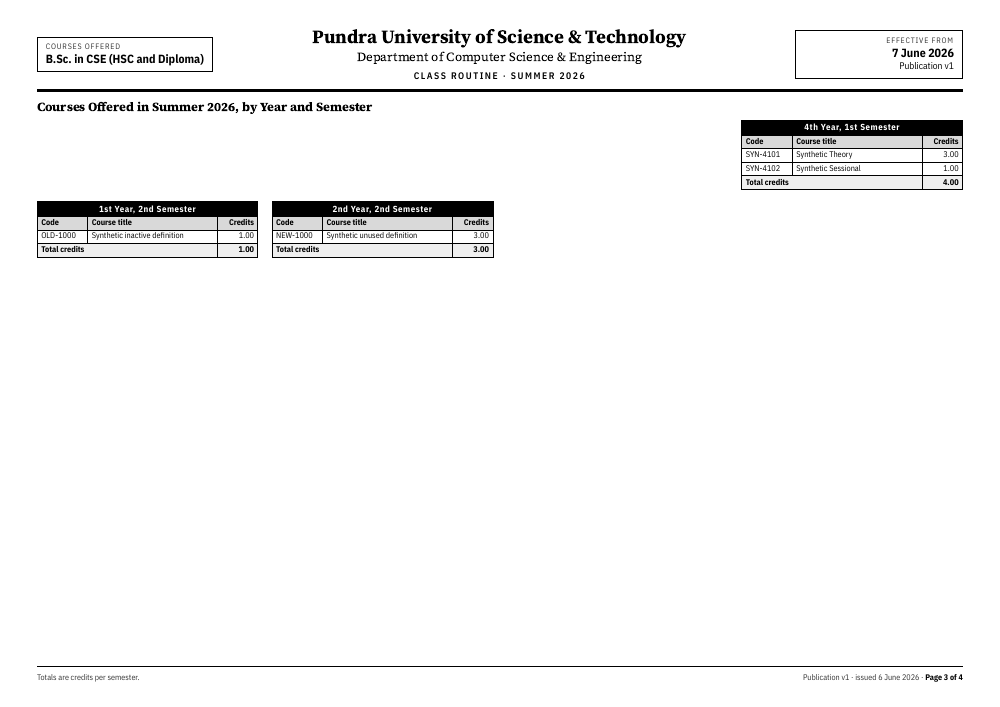 COURSES OFFERED
B.Sc. in CSE (HSC and Diploma)
Pundra University of Science & Technology
Department of Computer Science & Engineering
CLASS ROUTINE · SUMMER 2026
EFFECTIVE FROM
7 June 2026
Publication v1
Courses Offered in Summer 2026, by Year and Semester
4th Year, 1st Semester
Code Course title Credits
SYN-4101 Synthetic Theory 3.00
SYN-4102 Synthetic Sessional 1.00
Total credits 4.00
1st Year, 2nd Semester
Code Course title Credits
OLD-1000 Synthetic inactive definition 1.00
Total credits 1.00
2nd Year, 2nd Semester
Code Course title Credits
NEW-1000 Synthetic unused definition 3.00
Total credits 3.00
Totals are credits per semester.
Publication v1 · issued 6 June 2026 · Page 3 of 4